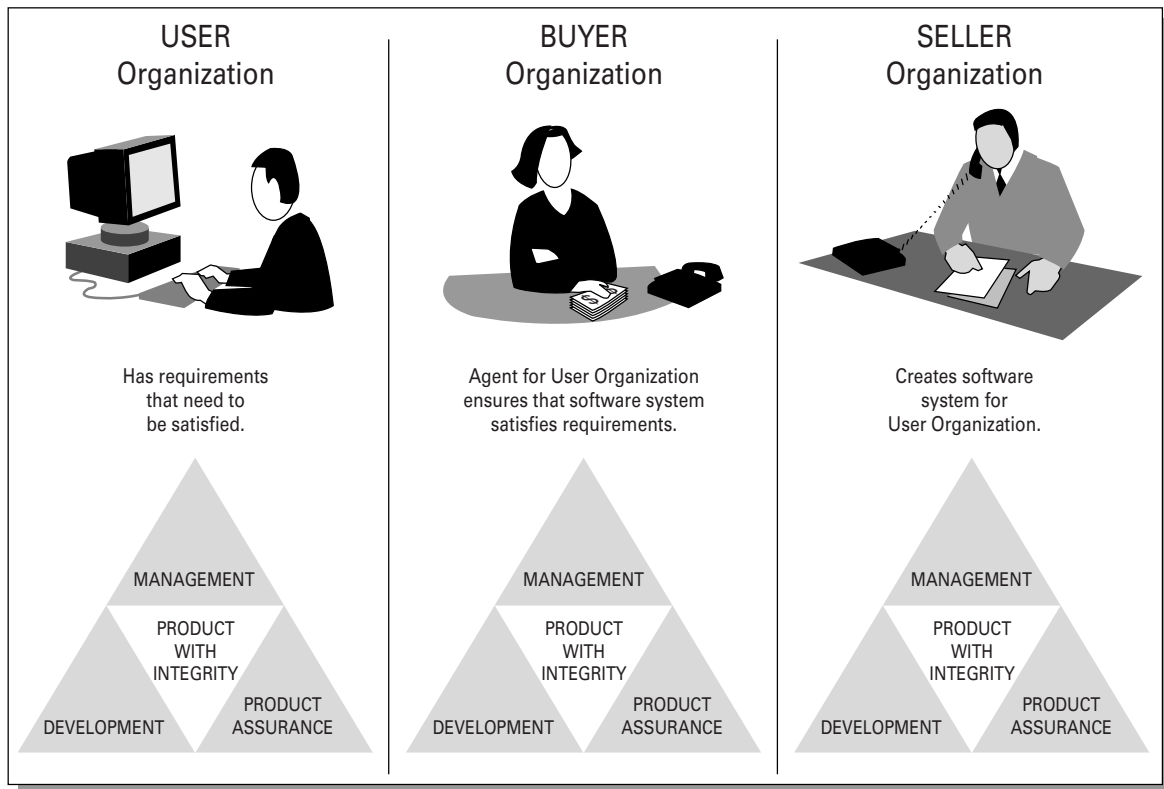 USER
Organization
Has requirements
that need to
be satisfied.
MANAGEMENT
PRODUCT
WITH
INTEGRITY
DEVELOPMENT
PRODUCT
ASSURANCE
BUYER
Organization
$ $
Agent for User Organization
ensures that software system
satisfies requirements.
MANAGEMENT
PRODUCT
WITH
INTEGRITY
DEVELOPMENT
PRODUCT
ASSURANCE
SELLER
Organization
Creates software
system for
User Organization.
MANAGEMENT
PRODUCT
WITH
INTEGRITY
DEVELOPMENT
PRODUCT
ASSURANCE